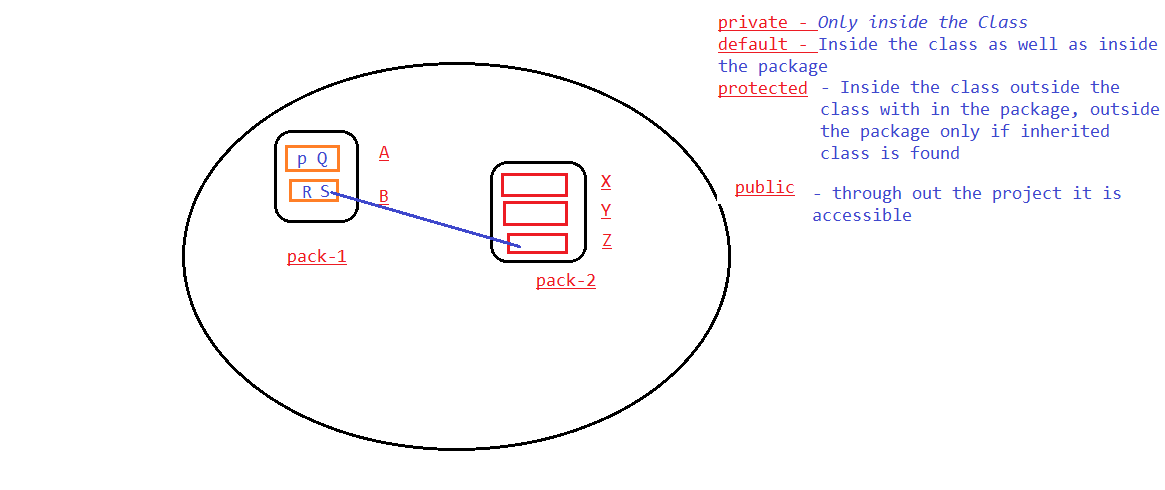 private - Only inside the Class
default - Inside the class as well as inside
the package
protected - Inside the class outside the
class with in the package, outside
the package only if inherited
class is found
public - through out the project it is
accessible
p Q A
R S B
pack-1
X
Y
Z
pack-2